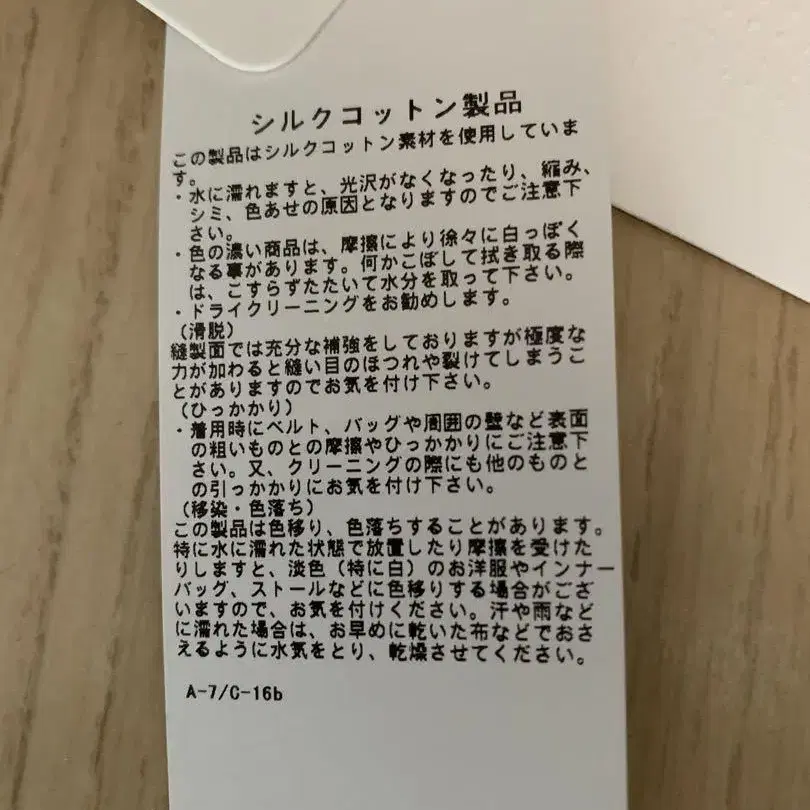 シルクコットン製品
この製品はシルクコットン素材を使用していま
す。
・水に濡れますと、光沢がなくなったり、縮み、
シミ、色あせの原因となりますのでご注意下
さい。
・色の濃い商品は、摩擦により徐々に白っぽく
なる事があります。何かこぼして拭き取る際
は、こすらずたたいて水分を取って下さい。
・ドライクリーニングをお勧めします。
(滑脱)
縫製面では充分な補強をしておりますが極度な
力が加わると縫い目のほつれや裂けてしまうこ
とがありますのでお気を付け下さい。
(ひっかかり)
・着用時にベルト、バッグや周囲の壁など表面
の粗いものとの摩擦やひっかかりにご注意下
さい。又、クリーニングの際にも他のものと
の引っかかりにお気を付け下さい。
(移染・色落ち)
この製品は色移り、色落ちすることがあります。
特に水に濡れた状態で放置したり摩擦を受けた
りしますと、淡色(特に白)のお洋服やインナー
バッグ、ストールなどに色移りする場合がござ
いますので、お気を付けください。汗や雨など
に濡れた場合は、お早めに乾いた布などでおさ
えるように水気をとり、乾燥させてください。
A-7/C-16b